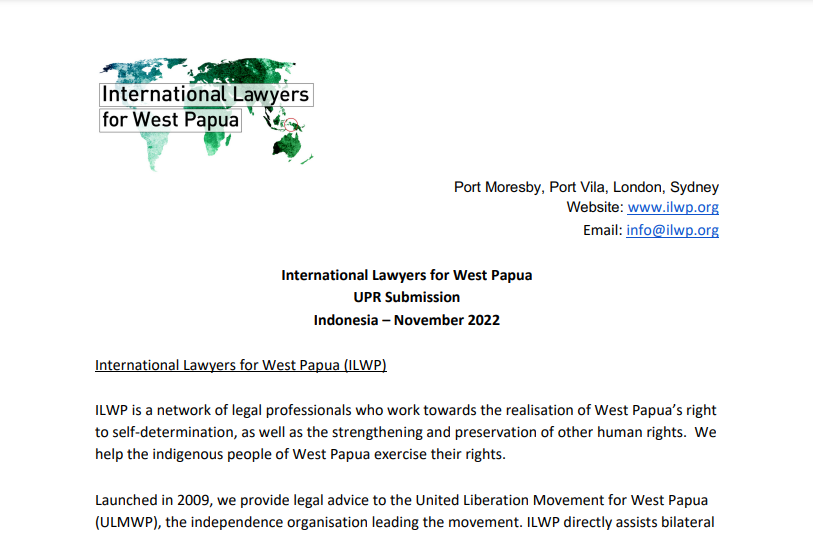 International Lawyers
for West Papua
Port Moresby, Port Vila, London, Sydney
Website: www.ilwp.org
Email: info@ilwp.org
International Lawyers for West Papua
UPR Submission
Indonesia – November 2022
International Lawyers for West Papua (ILWP)
ILWP is a network of legal professionals who work towards the realisation of West Papua’s right
to self-determination, as well as the strengthening and preservation of other human rights.  We
help the indigenous people of West Papua exercise their rights.
Launched in 2009, we provide legal advice to the United Liberation Movement for West Papua
(ULMWP), the independence organisation leading the movement. ILWP directly assists bilateral